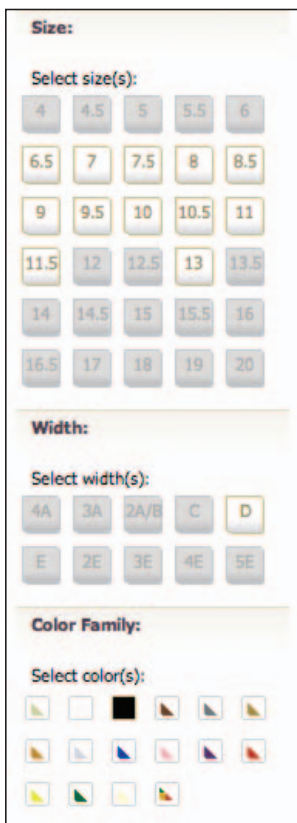 Size:
Select size(s):
4 4.5 5 5.5 6
6.5 7 7.5 8 8.5
9 9.5 10 10.5 11
11.5 12 12.5 13 13.5
14 14.5 15 15.5 16
16.5 17 18 19 20
Width:
Select width(s):
4A 3A 2A/B C D
E 2E 3E 4E 5E
Color Family:
Select color(s):